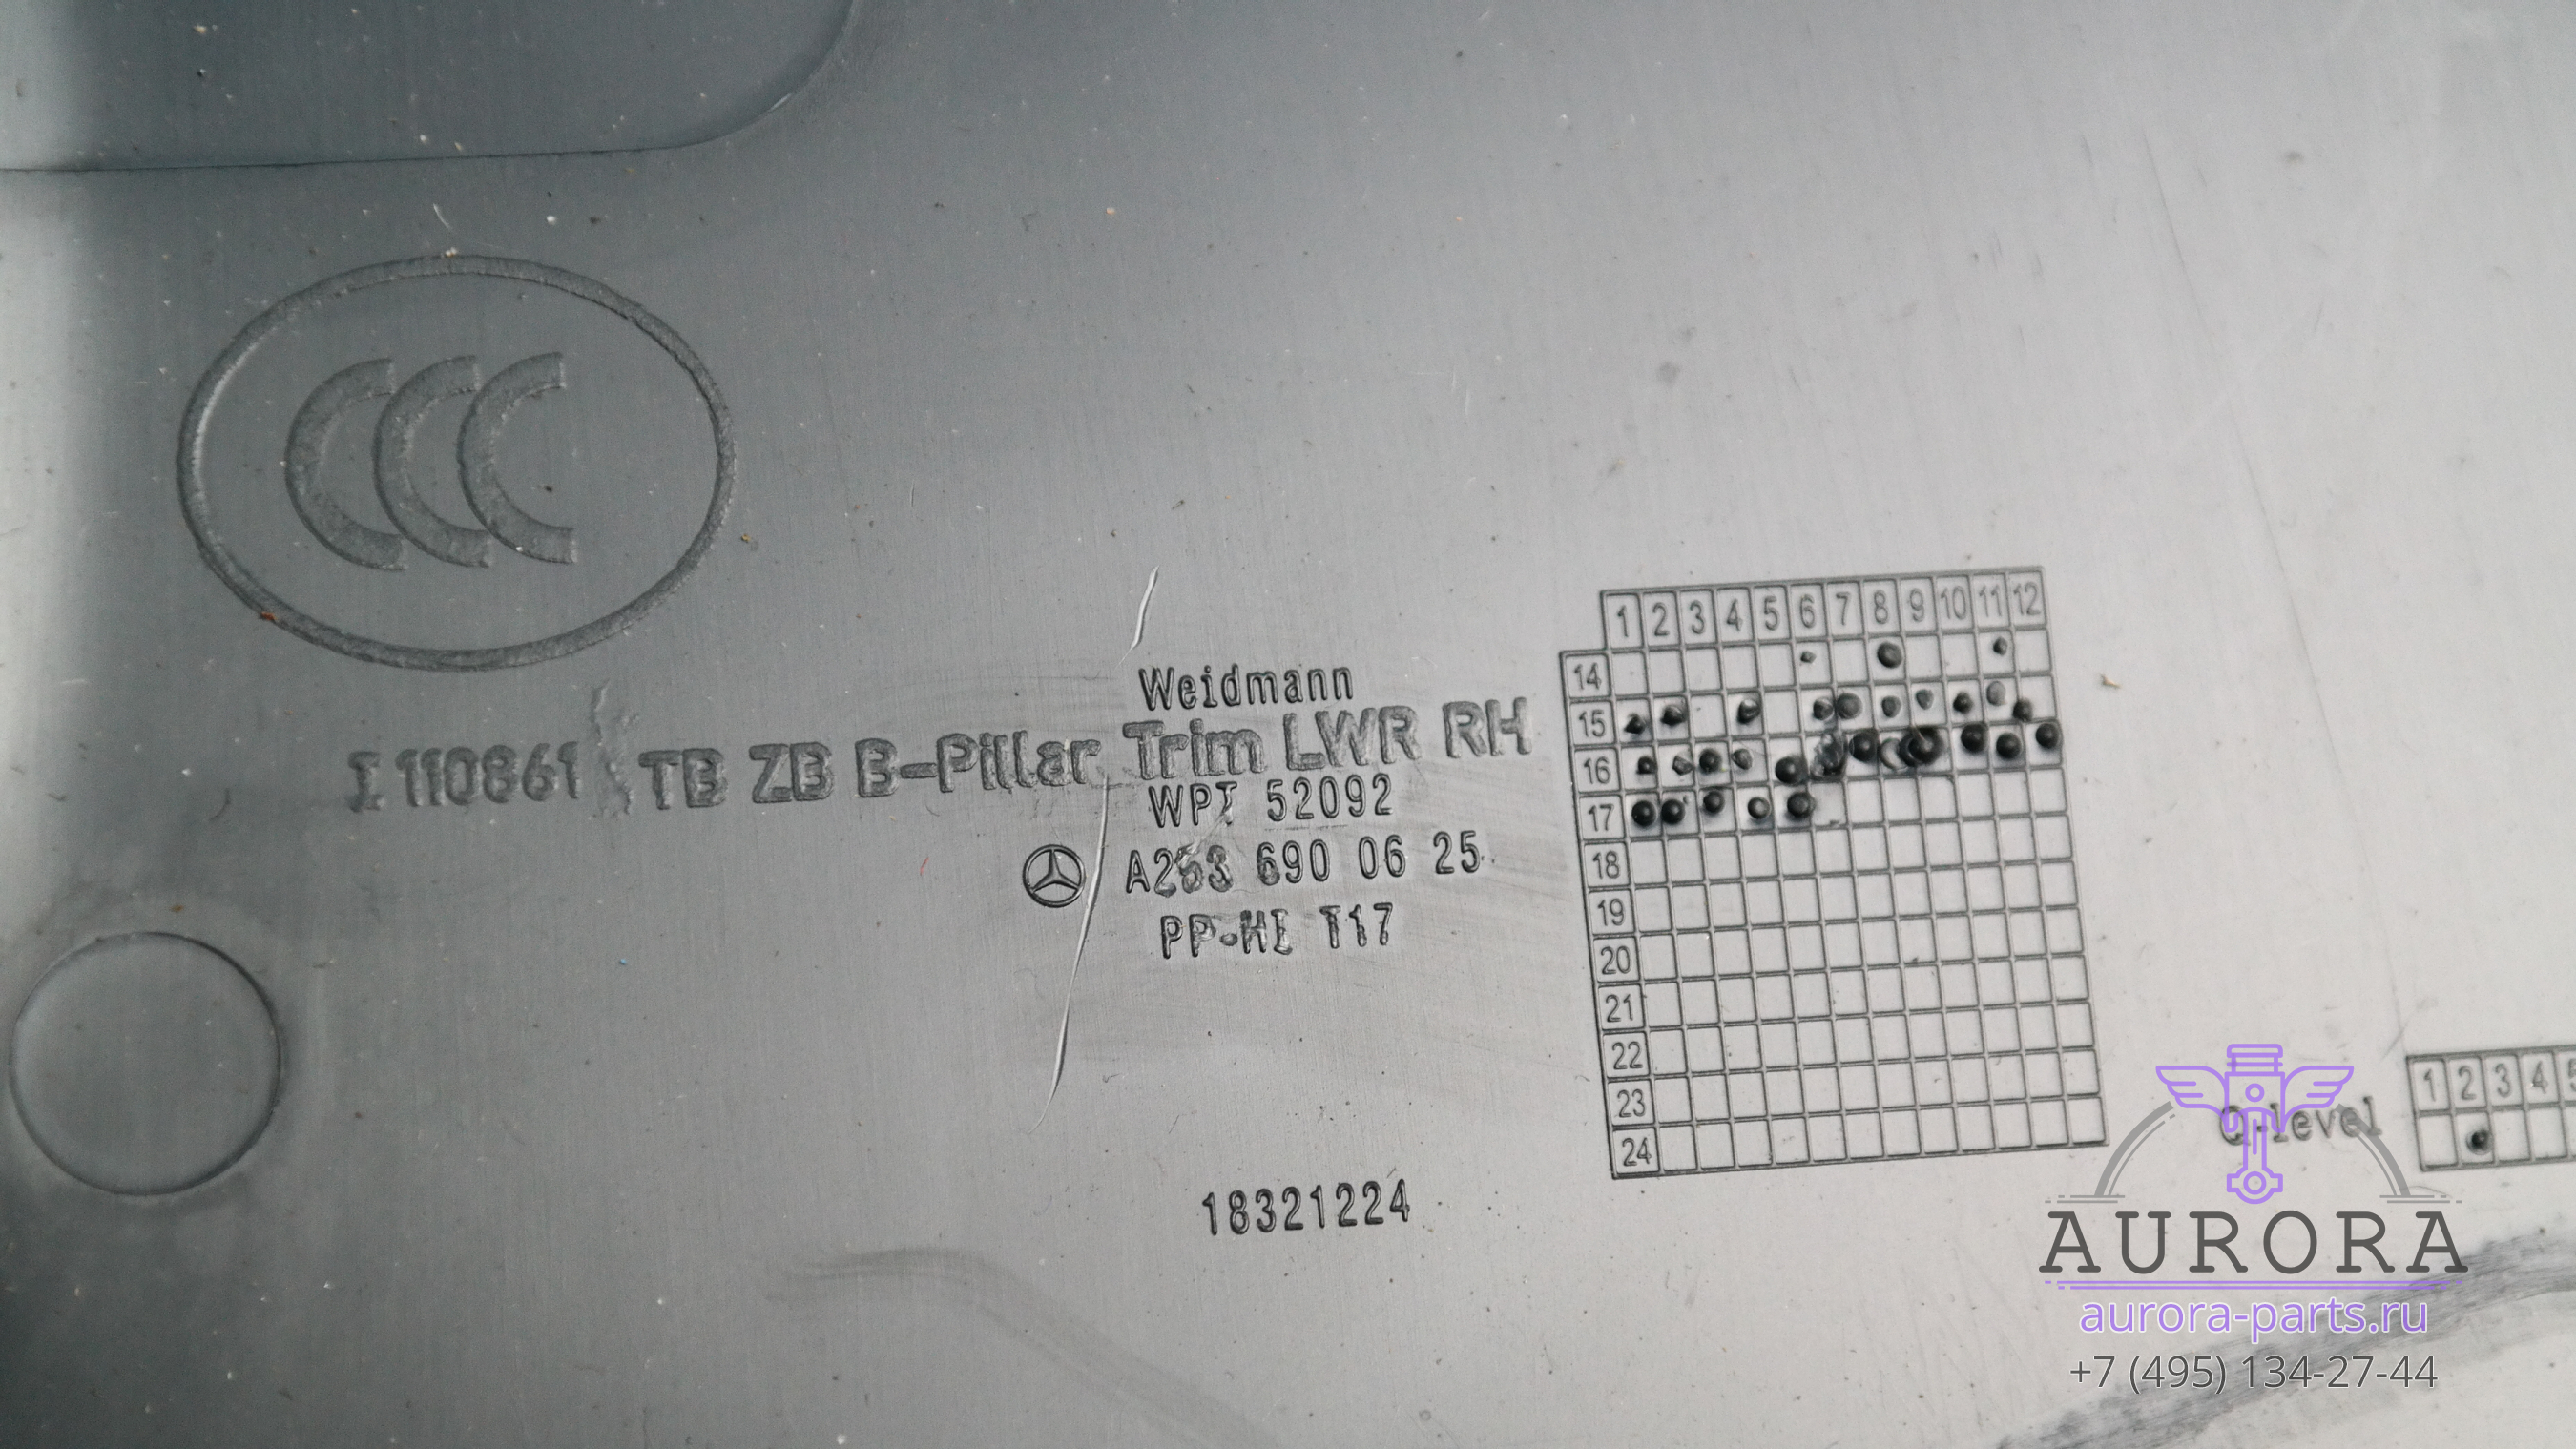 CCC
Weidmann
I 110861 TB ZB B-Pillar Trim LWR RH
WPT 52092
A253 690 06 25
PP-HI T17
18321224
1 2 3 4 5 6 7 8 9 10 11 12
14
15
16
17
18
19
20
21
22
23
24
Q-level
1 2 3 4
AURORA
aurora-parts.ru
+7 (495) 134-27-44